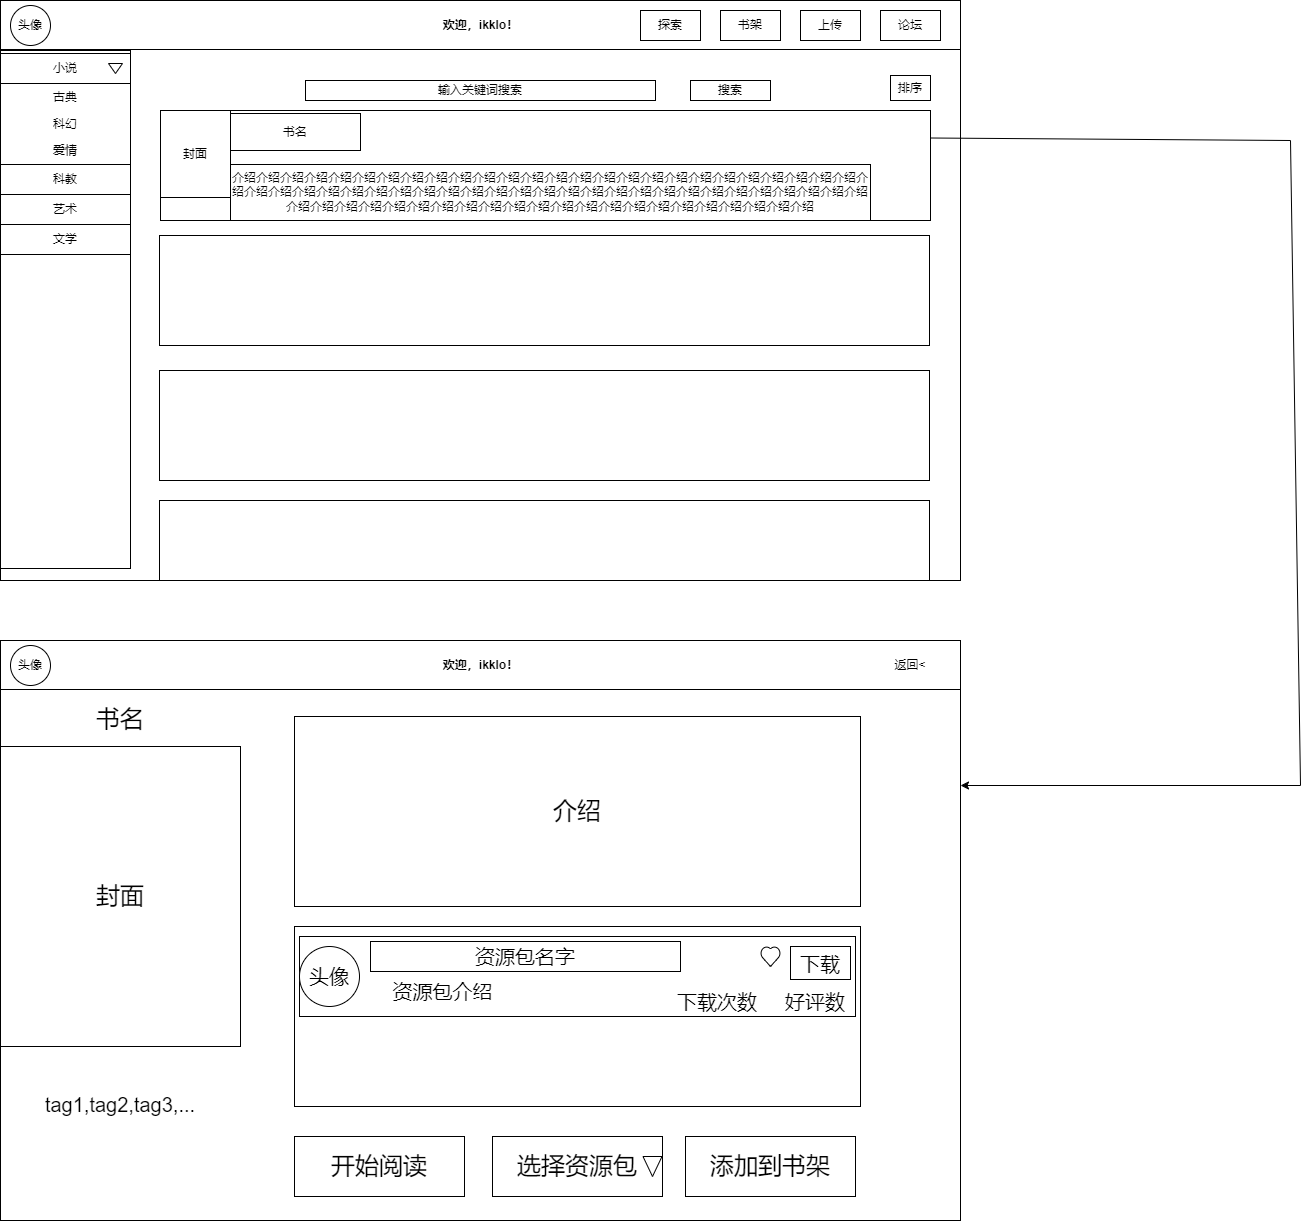 头像
欢迎，ikklo！
探索
书架
上传
论坛
小说
古典
科幻
爱情
科教
艺术
文学
输入关键词搜索
搜索
排序
封面
书名
介绍介绍介绍介绍介绍介绍介绍介绍介绍介绍介绍介绍介绍介绍介绍介绍介绍介绍介绍介绍介绍介绍介绍介绍介绍介绍介
绍介绍介绍介绍介绍介绍介绍介绍介绍介绍介绍介绍介绍介绍介绍介绍介绍介绍介绍介绍介绍介绍介绍介绍介绍介绍介绍
介绍介绍介绍介绍介绍介绍介绍介绍介绍介绍介绍介绍介绍介绍介绍介绍介绍介绍介绍介绍介绍介绍
头像
欢迎，ikklo！
返回<
书名
封面
tag1,tag2,tag3,...
介绍
头像
资源包名字
下载
资源包介绍
下载次数
好评数
开始阅读
选择资源包
添加到书架